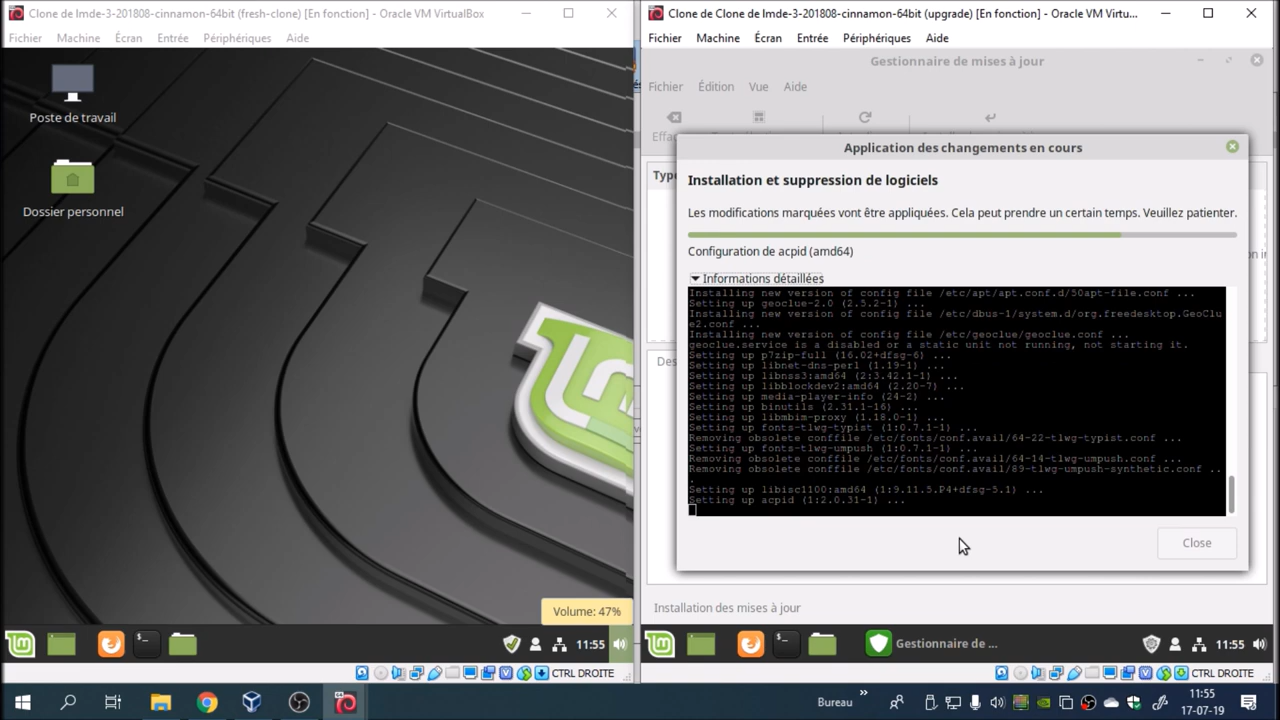 Clone de lmde-3-201808-cinnamon-64bit (fresh-clone) [En fonction] - Oracle VM VirtualBox
Fichier Machine Écran Entrée Périphériques Aide
Poste de travail
Dossier personnel
Volume: 47%
11:55
CTRL DROITE
Clone de Clone de lmde-3-201808-cinnamon-64bit (upgrade) [En fonction] - Oracle VM Virtu...
Fichier Machine Écran Entrée Périphériques Aide
Gestionnaire de mises à jour
Fichier Édition Vue Aide
Effac
Type
Application des changements en cours
Installation et suppression de logiciels
Les modifications marquées vont être appliquées. Cela peut prendre un certain temps. Veuillez patienter.
Configuration de acpid (amd64)
Informations détaillées
Installing new version of config file /etc/apt/apt.conf.d/50apt-file.conf ...
Setting up geoclue-2.0 (2.5.2-1) ...
Installing new version of config file /etc/dbus-1/system.d/org.freedesktop.GeoClu
e2.conf ...
Installing new version of config file /etc/geoclue/geoclue.conf ...
geoclue.service is a disabled or a static unit not running, not starting it.
Setting up p7zip-full (16.02+dfsg-6) ...
Setting up libnet-dns-perl (1.19-1) ...
Setting up libnss3:amd64 (2:3.42.1-1) ...
Setting up libblockdev2:amd64 (2.20-7) ...
Setting up media-player-info (24-2) ...
Setting up binutils (2.31.1-16) ...
Setting up libmbim-proxy (1.18.0-1) ...
Setting up fonts-tlwg-typist (1:0.7.1-1) ...
Removing obsolete conffile /etc/fonts/conf.avail/64-22-tlwg-typist.conf ...
Setting up fonts-tlwg-umpush (1:0.7.1-1) ...
Removing obsolete conffile /etc/fonts/conf.avail/64-14-tlwg-umpush.conf ...
Removing obsolete conffile /etc/fonts/conf.avail/89-tlwg-umpush-synthetic.conf ..
.
Setting up libisc1100:amd64 (1:9.11.5.P4+dfsg-5.1) ...
Setting up acpid (1:2.0.31-1) ...
Close
Des
Installation des mises à jour
Gestionnaire de ...
11:55
CTRL DROITE
Bureau
11:55
17-07-19